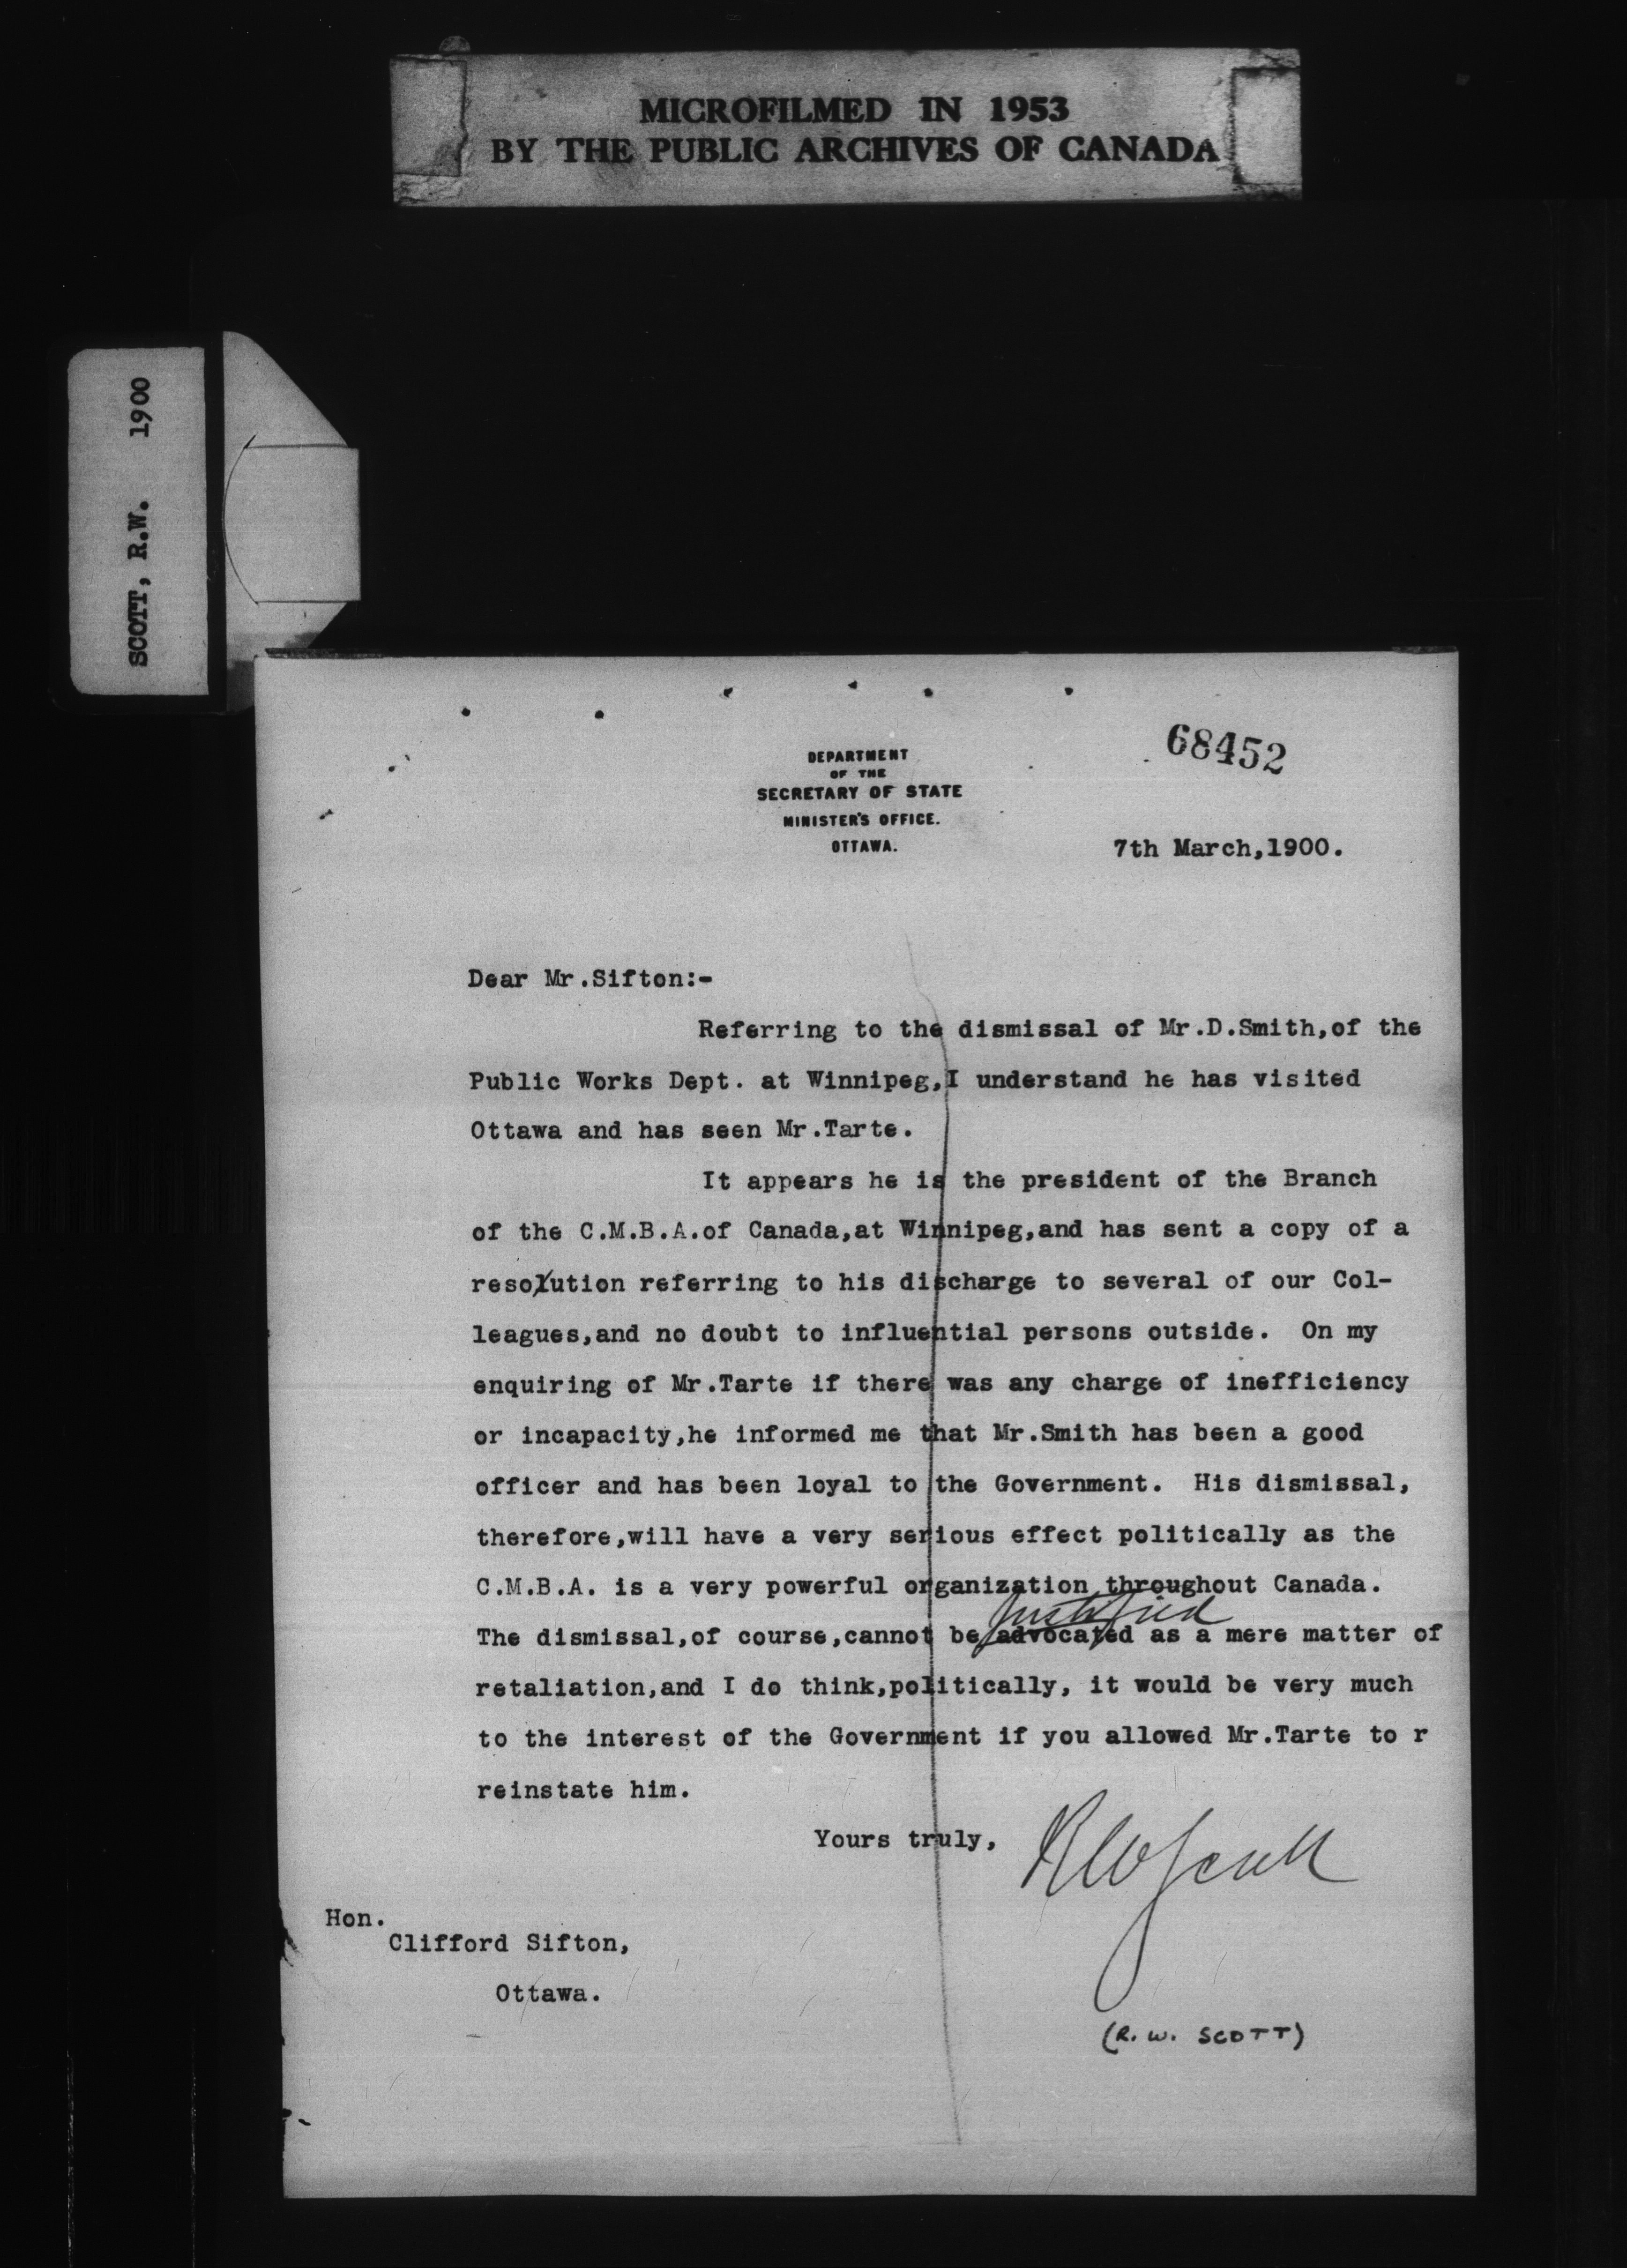 MICROFILMED IN 1953
BY THE PUBLIC ARCHIVES OF CANADA
SCOTT, R.W. 1900
68452
DEPARTMENT
OF THE
SECRETARY OF STATE
MINISTER'S OFFICE.
OTTAWA.
7th March,1900.
Dear Mr.Sifton:-
Referring to the dismissal of Mr.D.Smith,of the
Public Works Dept. at Winnipeg,I understand he has visited
Ottawa and has seen Mr.Tarte.
It appears he is the president of the Branch
of the C.M.B.A.of Canada,at Winnipeg,and has sent a copy of a
resolution referring to his discharge to several of our Col-
leagues,and no doubt to influential persons outside. On my
enquiring of Mr.Tarte if there was any charge of inefficiency
or incapacity,he informed me that Mr.Smith has been a good
officer and has been loyal to the Government. His dismissal,
therefore,will have a very serious effect politically as the
C.M.B.A. is a very powerful organization throughout Canada.
justified
The dismissal,of course,cannot be advocated as a mere matter of
retaliation,and I do think,politically, it would be very much
to the interest of the Government if you allowed Mr.Tarte to r
reinstate him.
Yours truly,
RWScott
Hon.
Clifford Sifton,
Ottawa.
(R. W. SCOTT)